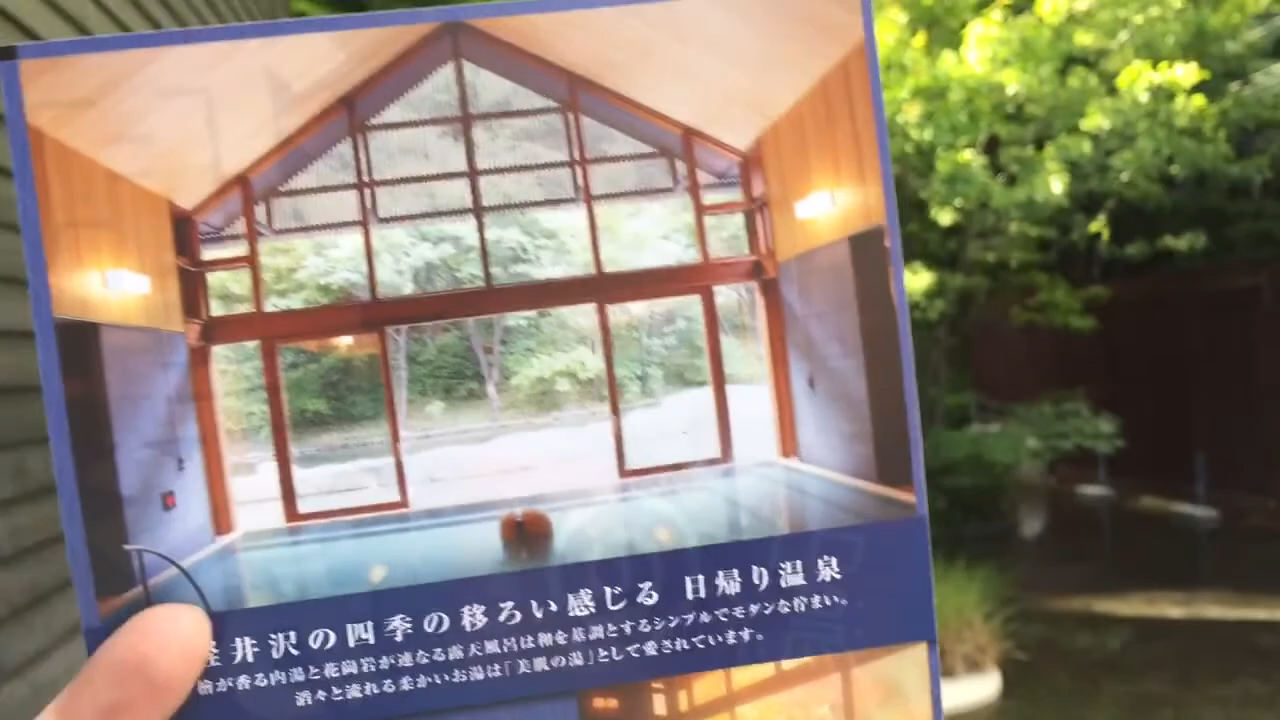 軽井沢の四季の移ろい感じる 日帰り温泉
檜が香る内湯と花崗岩が連なる露天風呂は和を基調とするシンプルでモダンな佇まい。
滔々と流れる柔かいお湯は「美肌の湯」として愛されています。